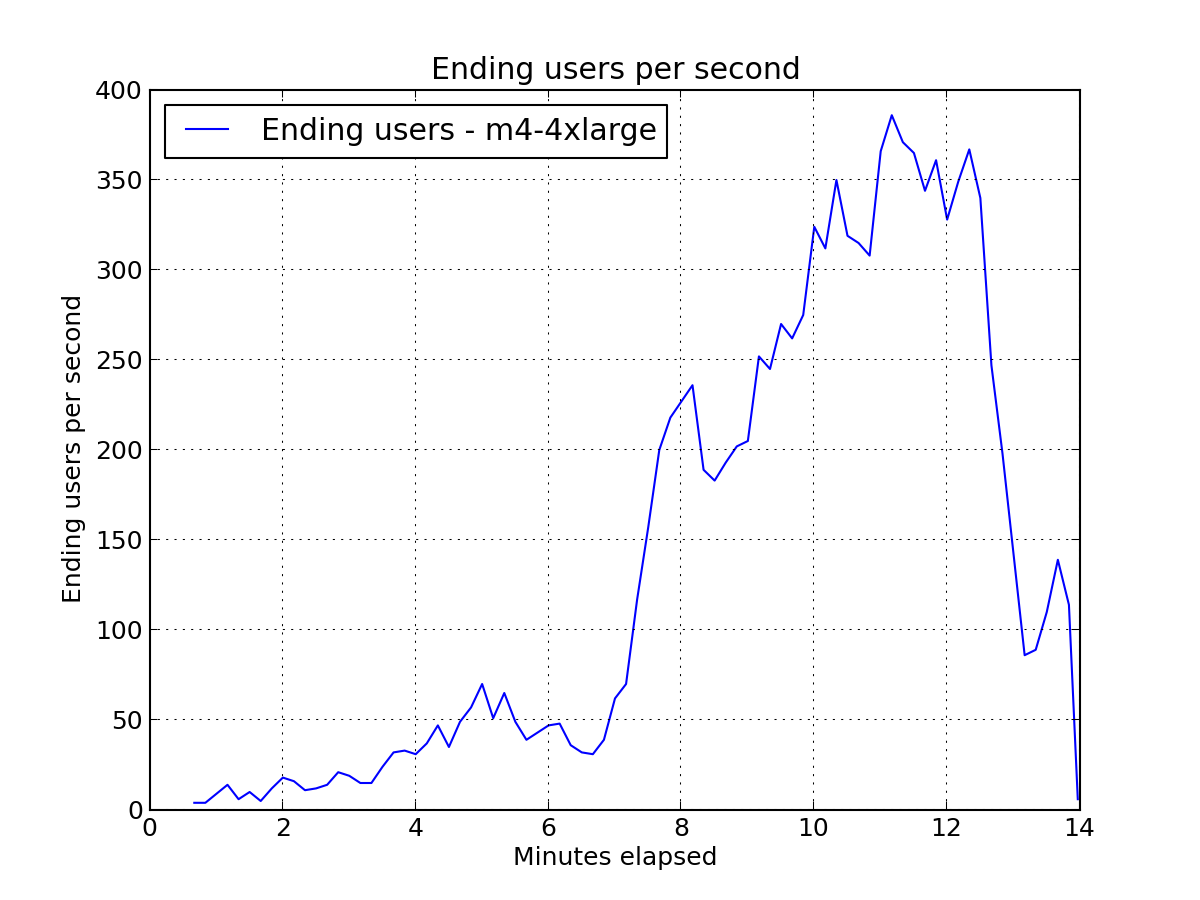 Ending users per second
Ending users - m4-4xlarge
Ending users per second
400
350
300
250
200
150
100
50
0
0 2 4 6 8 10 12 14
Minutes elapsed